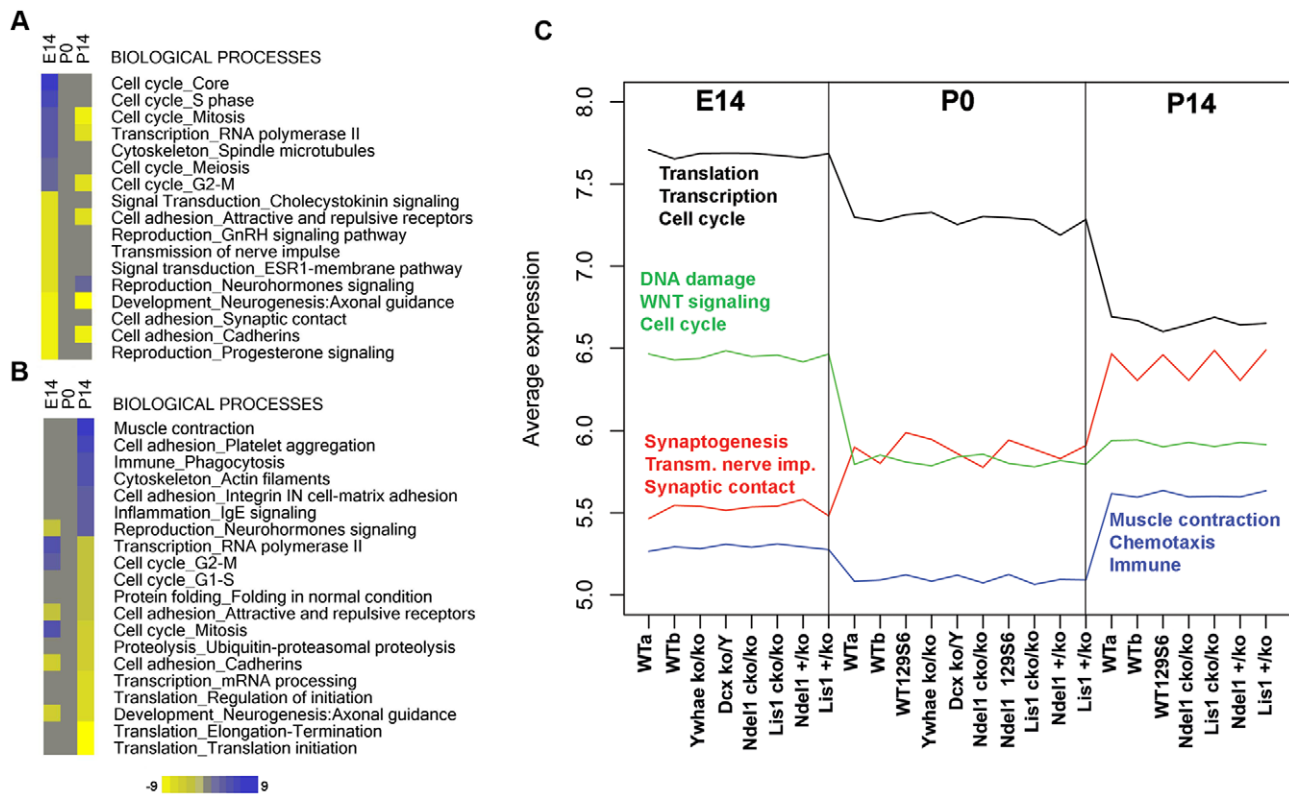 A
E14
P0
P14
BIOLOGICAL PROCESSES
Cell cycle_Core
Cell cycle_S phase
Cell cycle_Mitosis
Transcription_RNA polymerase II
Cytoskeleton_Spindle microtubules
Cell cycle_Meiosis
Cell cycle_G2-M
Signal Transduction_Cholecystokinin signaling
Cell adhesion_Attractive and repulsive receptors
Reproduction_GnRH signaling pathway
Transmission of nerve impulse
Signal transduction_ESR1-membrane pathway
Reproduction_Neurohormones signaling
Development_Neurogenesis:Axonal guidance
Cell adhesion_Synaptic contact
Cell adhesion_Cadherins
Reproduction_Progesterone signaling
B
E14
P0
P14
BIOLOGICAL PROCESSES
Muscle contraction
Cell adhesion_Platelet aggregation
Immune_Phagocytosis
Cytoskeleton_Actin filaments
Cell adhesion_Integrin IN cell-matrix adhesion
Inflammation_IgE signaling
Reproduction_Neurohormones signaling
Transcription_RNA polymerase II
Cell cycle_G2-M
Cell cycle_G1-S
Protein folding_Folding in normal condition
Cell adhesion_Attractive and repulsive receptors
Cell cycle_Mitosis
Proteolysis_Ubiquitin-proteasomal proteolysis
Cell adhesion_Cadherins
Transcription_mRNA processing
Translation_Regulation of initiation
Development_Neurogenesis:Axonal guidance
Translation_Elongation-Termination
Translation_Translation initiation
-9 9
C
E14 P0 P14
Average expression
8.0
7.5
7.0
6.5
6.0
5.5
5.0
Translation
Transcription
Cell cycle
DNA damage
WNT signaling
Cell cycle
Synaptogenesis
Transm. nerve imp.
Synaptic contact
Muscle contraction
Chemotaxis
Immune
WTa
WTb
Ywhae ko/ko
Dcx ko/Y
Ndel1 cko/ko
Lis1 cko/ko
Ndel1 +/ko
Lis1 +/ko
WTa
WTb
WT129S6
Ywhae ko/ko
Dcx ko/Y
Ndel1 cko/ko
Ndel1 129S6
Lis1 cko/ko
Ndel1 +/ko
Lis1 +/ko
WTa
WTb
WT129S6
Ndel1 cko/ko
Lis1 cko/ko
Ndel1 +/ko
Lis1 +/ko